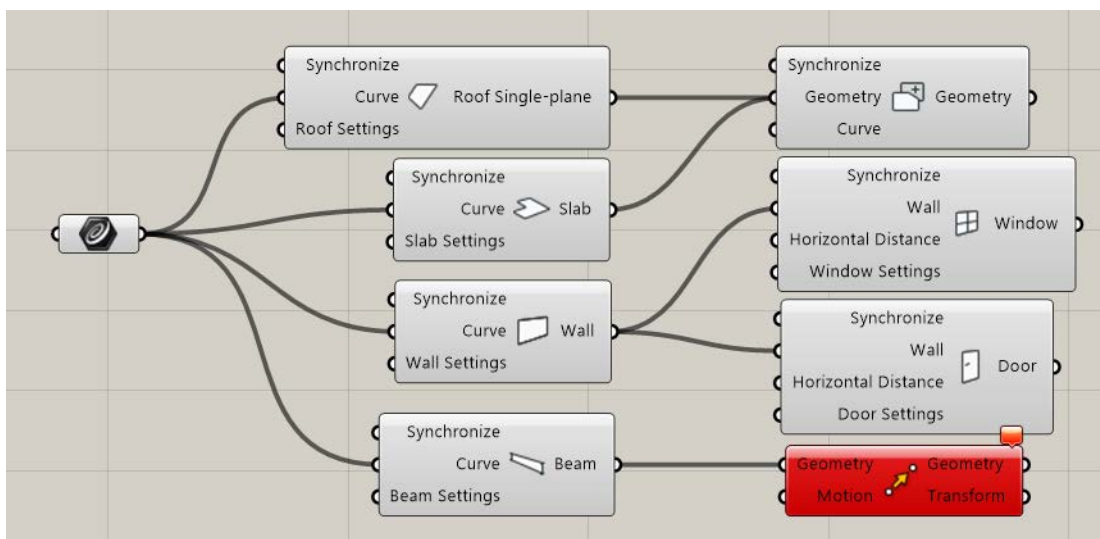 Synchronize
Curve Roof Single-plane
Roof Settings
Synchronize
Geometry Geometry
Curve
Synchronize
Curve Slab
Slab Settings
Synchronize
Wall
Horizontal Distance
Window
Window Settings
Synchronize
Curve Wall
Wall Settings
Synchronize
Wall
Horizontal Distance
Door
Door Settings
Synchronize
Curve Beam
Beam Settings
Geometry Geometry
Motion Transform